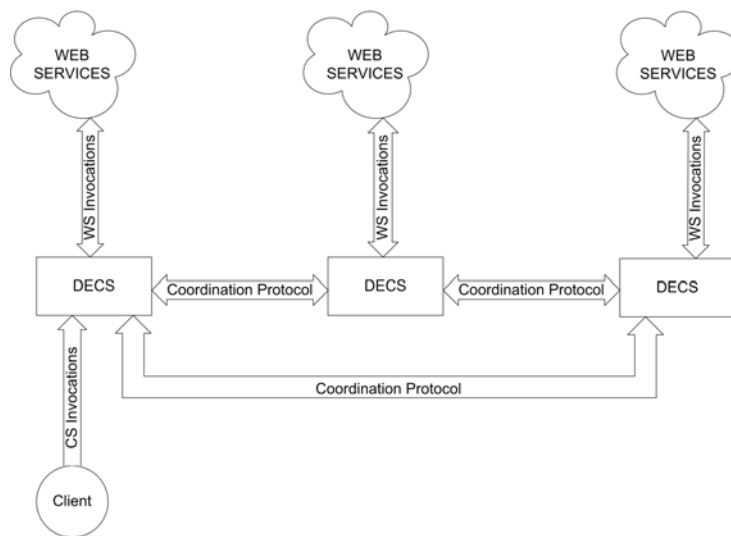 WEB
SERVICES
WEB
SERVICES
WEB
SERVICES
WS Invocations
WS Invocations
WS Invocations
DECS
Coordination Protocol
DECS
Coordination Protocol
DECS
CS Invocations
Coordination Protocol
Client